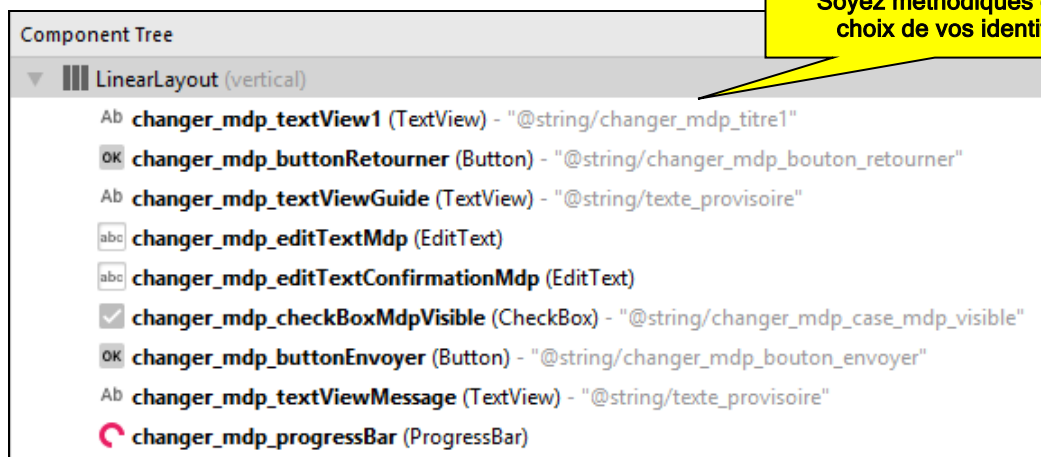 Soyez méthodiques
choix de vos
Component Tree
LinearLayout (vertical)
Ab changer_mdp_textView1 (TextView) - "@string/changer_mdp_titre1"
OK changer_mdp_buttonRetourner (Button) - "@string/changer_mdp_bouton_retourner"
Ab changer_mdp_textViewGuide (TextView) - "@string/texte_provisoire"
abc changer_mdp_editTextMdp (EditText)
abc changer_mdp_editTextConfirmationMdp (EditText)
changer_mdp_checkBoxMdpVisible (CheckBox) - "@string/changer_mdp_case_mdp_visible"
OK changer_mdp_buttonEnvoyer (Button) - "@string/changer_mdp_bouton_envoyer"
Ab changer_mdp_textViewMessage (TextView) - "@string/texte_provisoire"
changer_mdp_progressBar (ProgressBar)